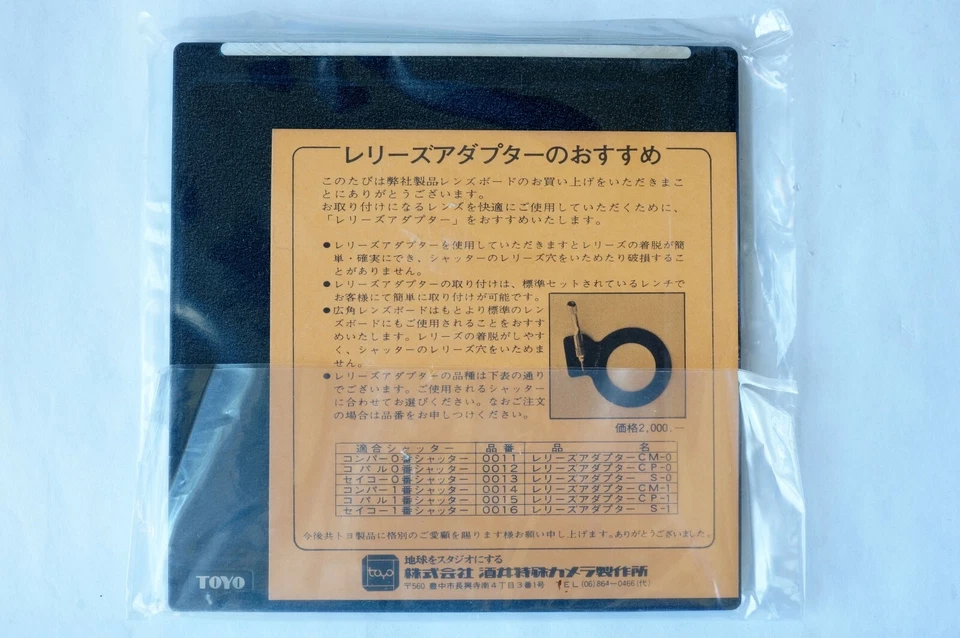 レリーズアダプターのおすすめ
このたびは弊社製品レンズボードのお買い上げをいただきまこ
とにありがとうございます。
お取り付けになるレンズを快適にご使用していただくために、
「レリーズアダプター」をおすすめいたします。
●レリーズアダプターを使用していただきますとレリーズの着脱が簡
単・確実にでき、シャッターのレリーズ穴をいためたり破損するこ
とがありません。
●レリーズアダプターの取り付けは、標準セットされているレンチで
お客様にて簡単に取り付けが可能です。
●広角レンズボードはもとより標準のレン
ズボードにもご使用されることをおすす
めいたします。レリーズの着脱がしやす
く、シャッターのレリーズ穴をいためま
せん。
●レリーズアダプターの品種は下表の通り
でございます。ご使用されるシャッター
に合わせてお選びください。なおご注文
の場合は品番をお申しつけください。
価格2,000.—
適合シャッター 品番 品名
コンパー0番シャッター 0011 レリーズアダプターCM-0
コパル0番シャッター 0012 レリーズアダプターCP-0
セイコー0番シャッター 0013 レリーズアダプター S-0
コンパー1番シャッター 0014 レリーズアダプターCM-1
コパル1番シャッター 0015 レリーズアダプターCP-1
セイコー1番シャッター 0016 レリーズアダプター S-1
今後共トヨ製品に格別のご愛顧を賜ります様お願い申し上げます。ありがとうございました。
地球をスタジオにする
toyo 株式会社 酒井特殊カメラ製作所
〒560 豊中市長興寺南4丁目3番1号 TEL(06)864-0466(代)
TOYO